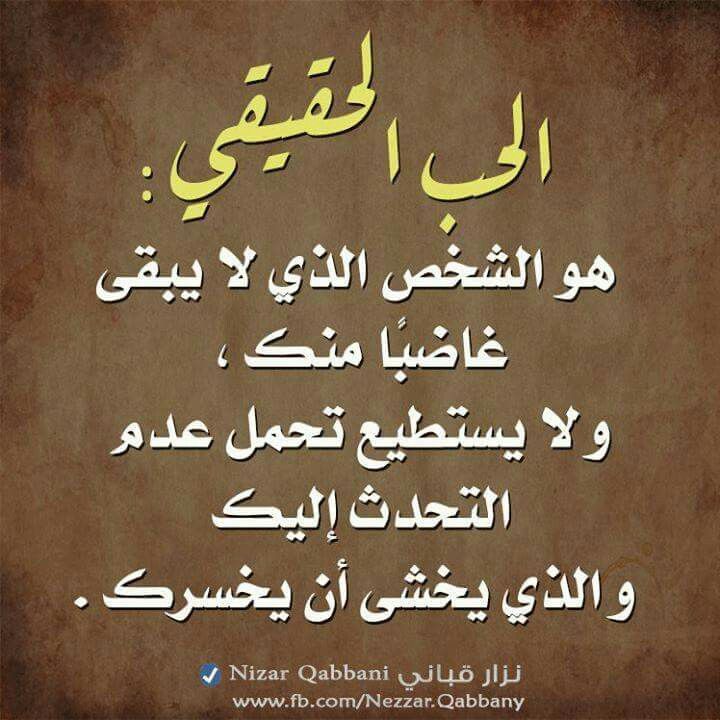 الحب الحقيقي :
هو الشخص الذي لا يبقى
غاضبًا منك ،
ولا يستطيع تحمل عدم
التحدث إليك
والذي يخشى أن يخسرك .
نزار قباني Nizar Qabbani
www.fb.com/Nezzar.Qabbany